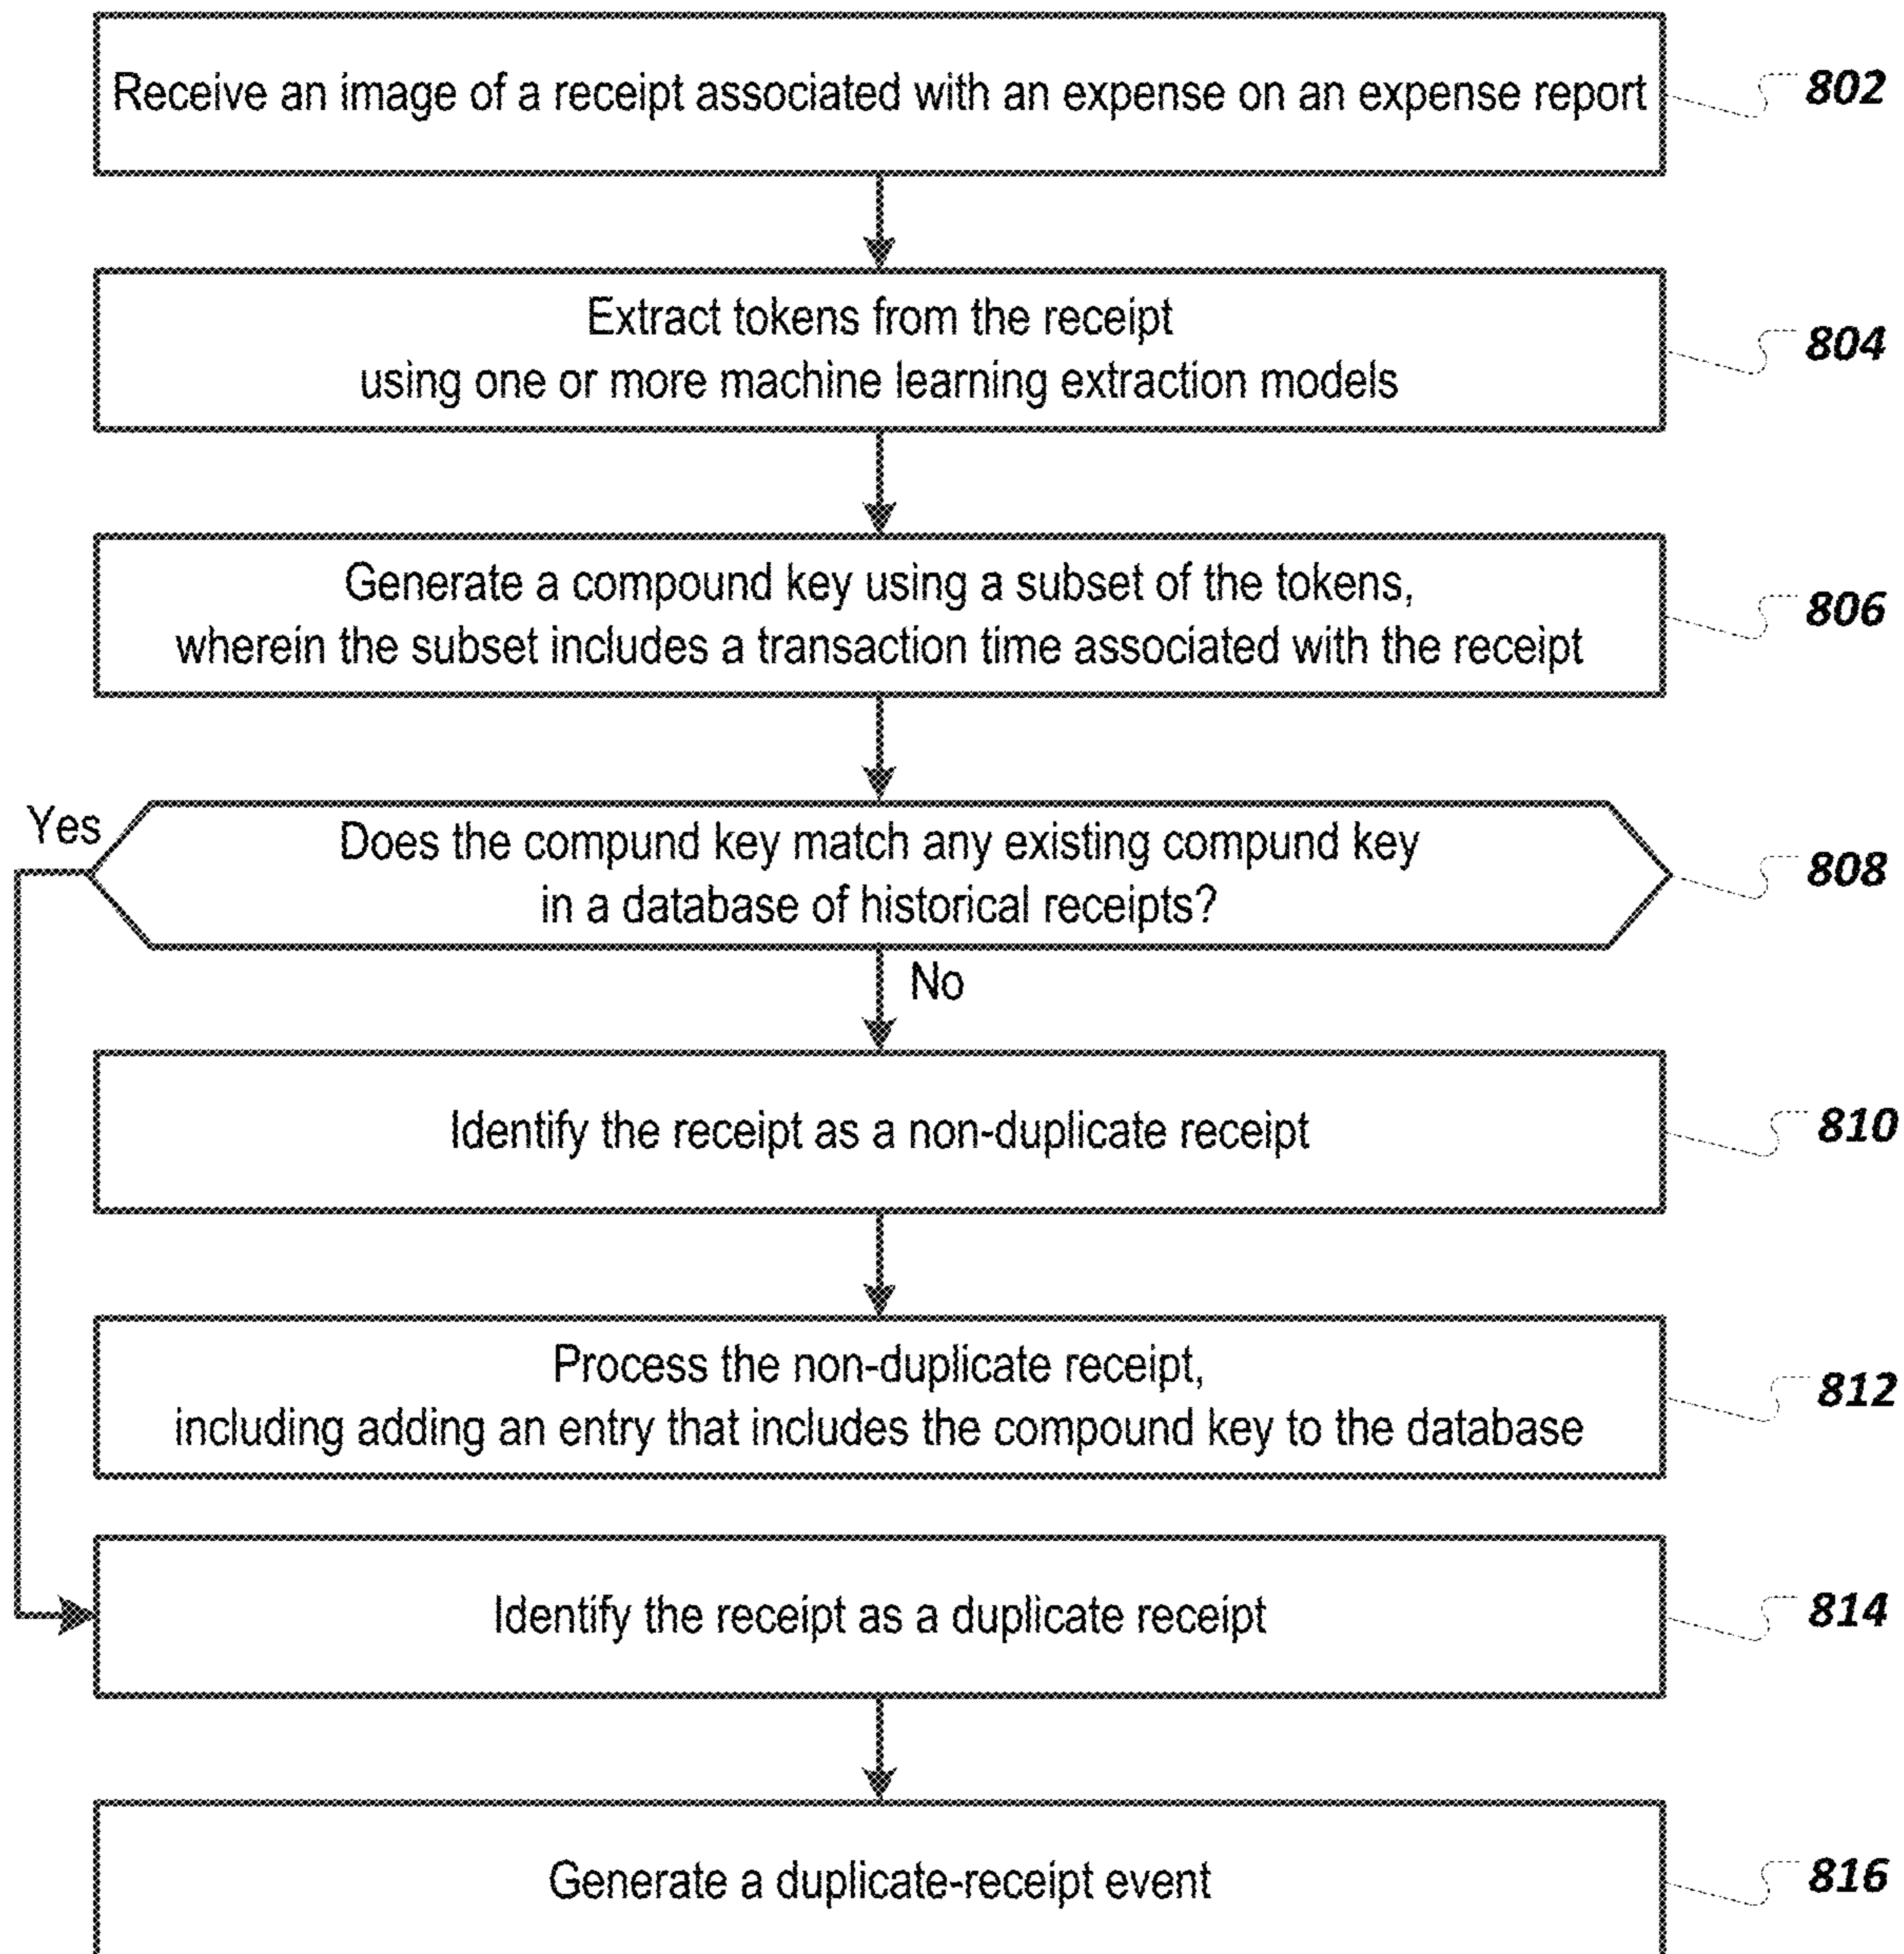 Receive an image of a receipt associated with an expense on an expense report
802
Extract tokens from the receipt
using one or more machine learning extraction models
804
Generate a compound key using a subset of the tokens,
wherein the subset includes a transaction time associated with the receipt
806
Yes
Does the compund key match any existing compund key
in a database of historical receipts?
808
No
Identify the receipt as a non-duplicate receipt
810
Process the non-duplicate receipt,
including adding an entry that includes the compound key to the database
812
Identify the receipt as a duplicate receipt
814
Generate a duplicate-receipt event
816